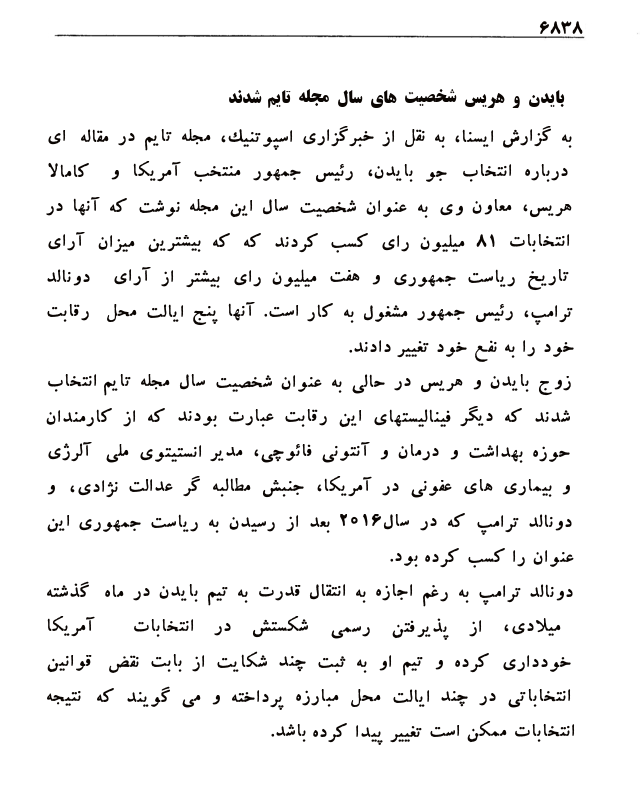 ۶۸۳۸
بایدن و هریس شخصیت های سال مجله تایم شدند
به گزارش ایسنا، به نقل از خبرگزاری اسپوتنیك، مجله تایم در مقاله ای
درباره انتخاب جو بایدن، رئیس جمهور منتخب آمریکا و کامالا
هریس، معاون وی به عنوان شخصیت سال این مجله نوشت که آنها در
انتخابات ۸۱ میلیون رای کسب کردند که که بیشترین میزان آرای
تاریخ ریاست جمهوری و هفت میلیون رای بیشتر از آرای دونالد
ترامپ، رئیس جمهور مشغول به کار است. آنها پنج ایالت محل رقابت
خود را به نفع خود تغییر دادند.
زوج بایدن و هریس در حالی به عنوان شخصیت سال مجله تایم انتخاب
شدند که دیگر فینالیستهای این رقابت عبارت بودند که از کارمندان
حوزه بهداشت و درمان و آنتونی فائوچی، مدیر انستیتوی ملی آلرژی
و بیماری های عفونی در آمریکا، جنبش مطالبه گر عدالت نژادی، و
دونالد ترامپ که در سال۲۰۱۶ بعد از رسیدن به ریاست جمهوری این
عنوان را کسب کرده بود.
دونالد ترامپ به رغم اجازه به انتقال قدرت به تیم بایدن در ماه گذشته
میلادی، از پذیرفتن رسمی شکستش در انتخابات آمریکا
خودداری کرده و تیم او به ثبت چند شکایت از بابت نقض قوانین
انتخاباتی در چند ایالت محل مبارزه پرداخته و می گویند که نتیجه
انتخابات ممکن است تغییر پیدا کرده باشد.